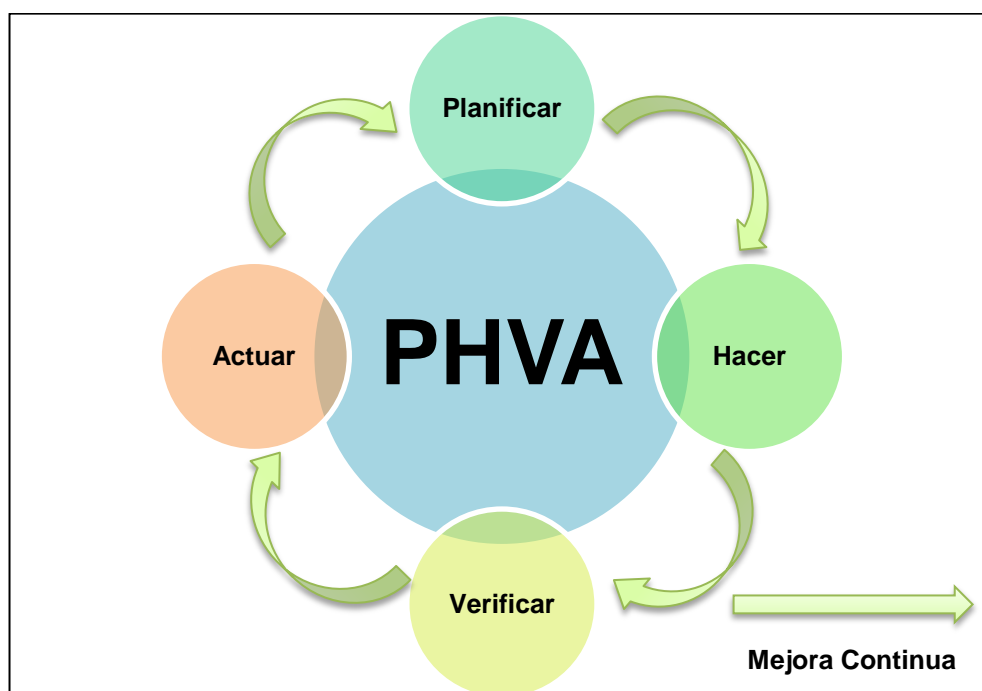 Planificar
Actuar
PHVA
Hacer
Verificar
Mejora Continua